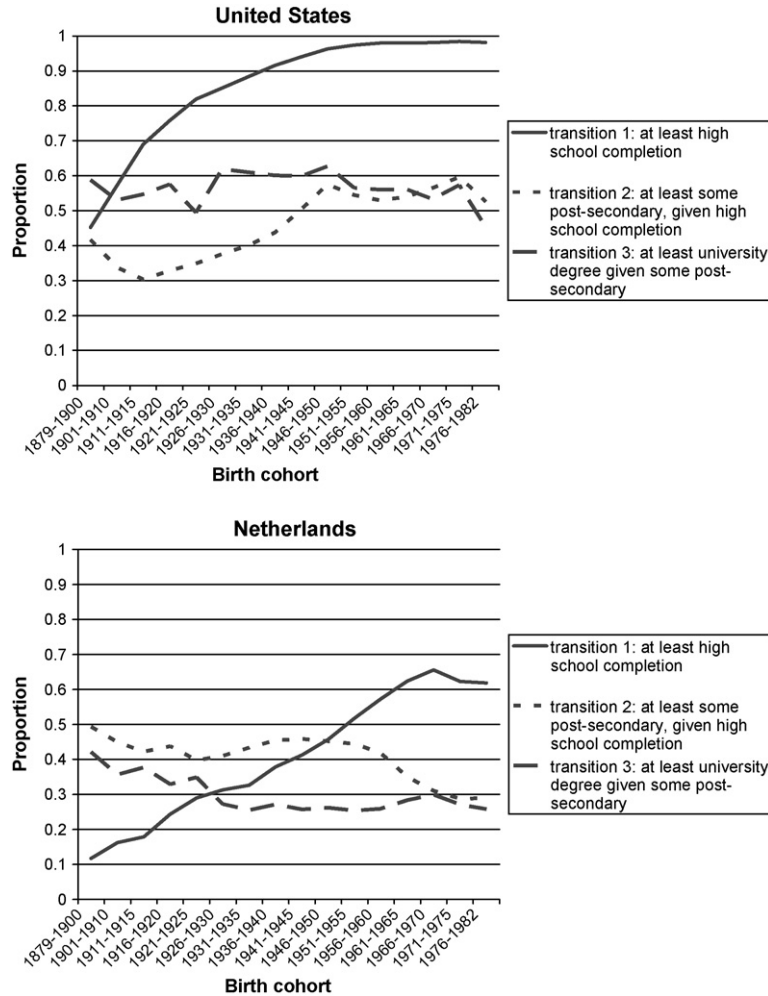 United States
1
0.9
0.8
0.7
0.6
0.5
0.4
0.3
0.2
0.1
0
Proportion
1879-1900
1901-1910
1911-1915
1916-1920
1921-1925
1926-1930
1931-1935
1936-1940
1941-1945
1946-1950
1951-1955
1956-1960
1961-1965
1966-1970
1971-1975
1976-1982
Birth cohort
transition 1: at least high
school completion
transition 2: at least some
post-secondary, given high
school completion
transition 3: at least university
degree given some post-
secondary
Netherlands
1
0.9
0.8
0.7
0.6
0.5
0.4
0.3
0.2
0.1
0
Proportion
1879-1900
1901-1910
1911-1915
1916-1920
1921-1925
1926-1930
1931-1935
1936-1940
1941-1945
1946-1950
1951-1955
1956-1960
1961-1965
1966-1970
1971-1975
1976-1982
Birth cohort
transition 1: at least high
school completion
transition 2: at least some
post-secondary, given high
school completion
transition 3: at least university
degree given some post-
secondary